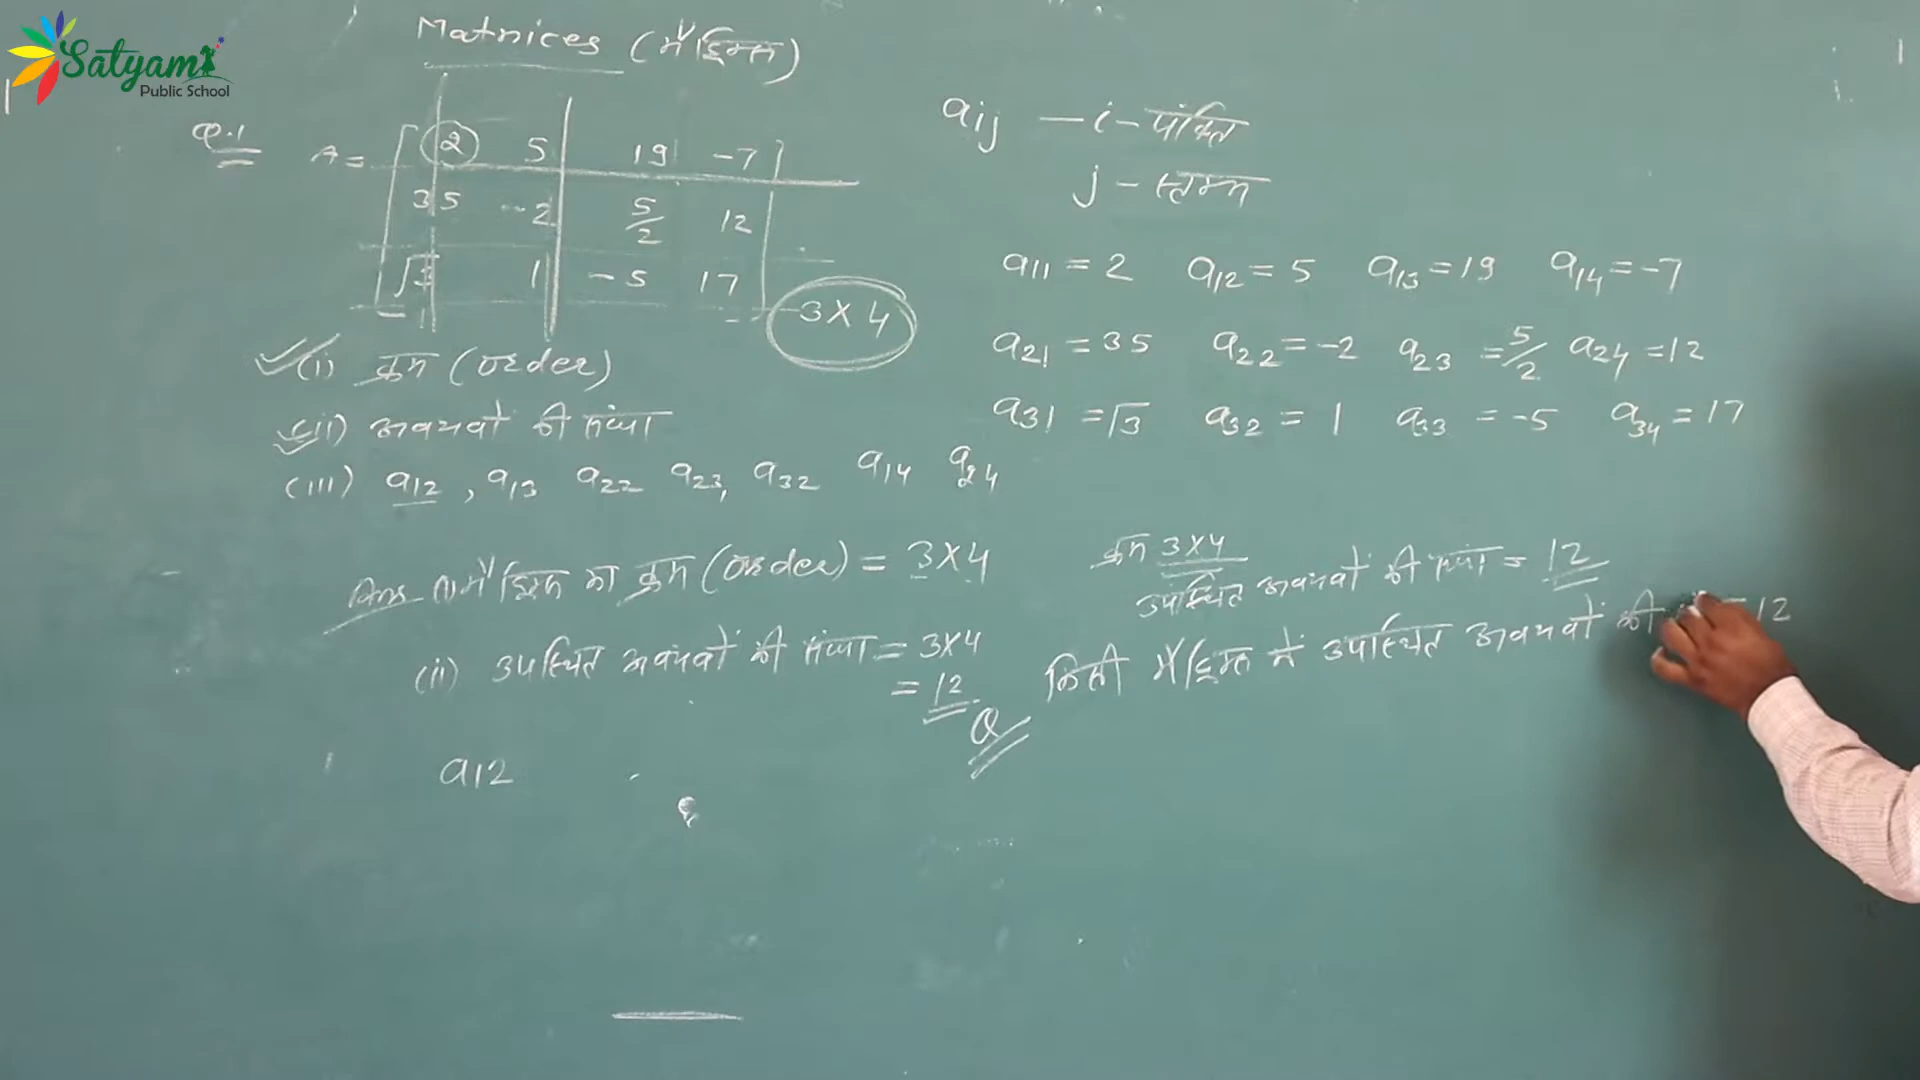 Satyam
Public School
Matrices (मैट्रिक्स)
Q.1 A = [ 2 5 19 -7
35 -2 5/2 12
√3 1 -5 17 ] 3×4
(i) क्रम (order)
(ii) अवयवों की संख्या
(iii) a12, a13 a22 a23, a32 a14 a24
Ans (i) मैट्रिक्स का क्रम (order) = 3×4
(ii) उपस्थित अवयवों की संख्या = 3×4
= 12
a12
aij – i – पंक्ति
j – स्तम्भ
a11 = 2 a12 = 5 a13 = 19 a14 = -7
a21 = 35 a22 = -2 a23 = 5/2 a24 = 12
a31 = √3 a32 = 1 a33 = -5 a34 = 17
क्रम 3×4
उपस्थित अवयवों की संख्या = 12
Q किसी मैट्रिक्स में उपस्थित अवयवों की = 12